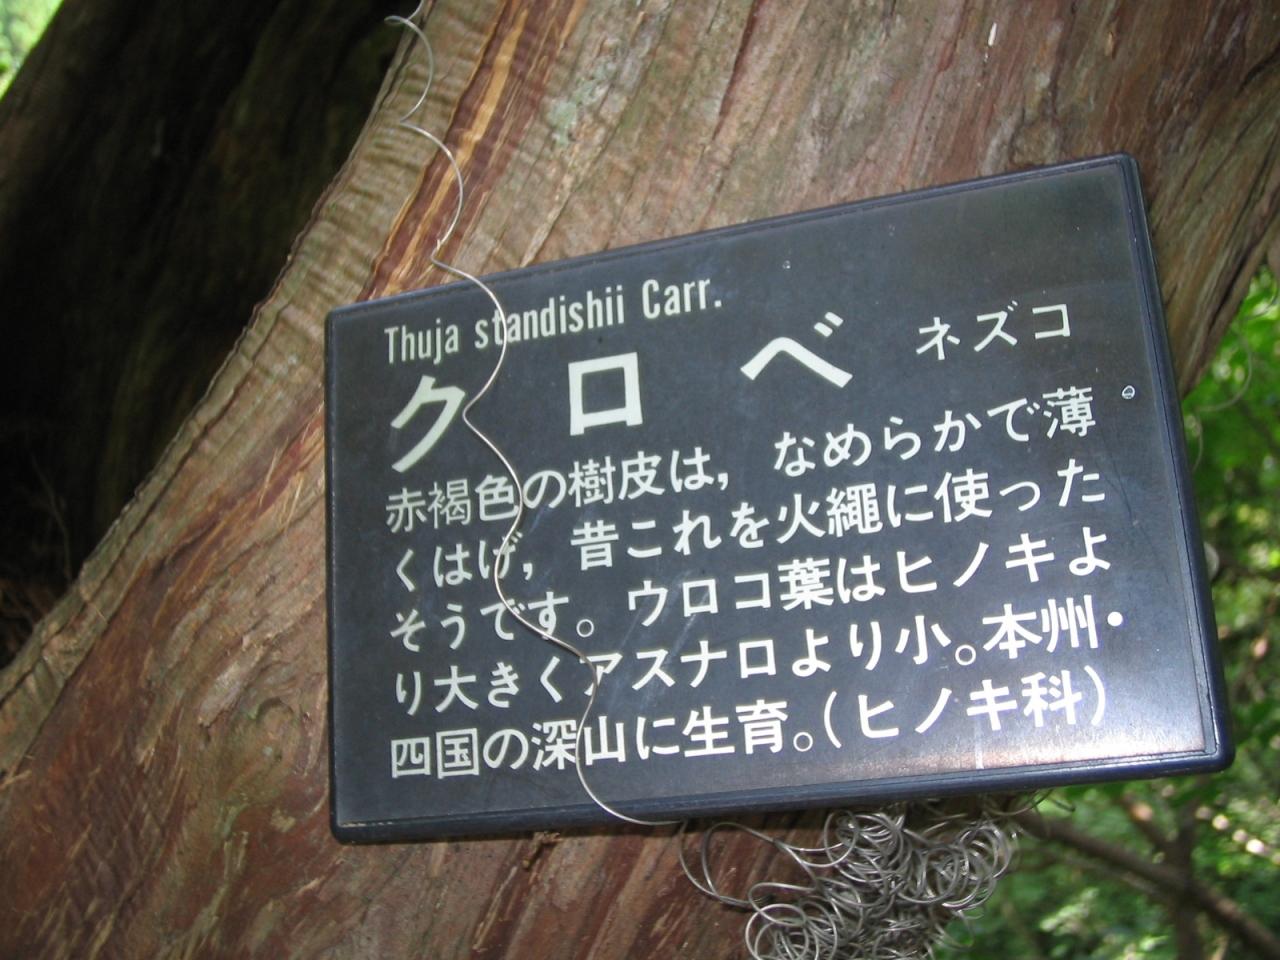 Thuja standishii Carr.
クロベ ネズコ
赤褐色の樹皮は，なめらかで薄
くはげ，昔これを火繩に使った
そうです。ウロコ葉はヒノキよ
り大きくアスナロより小。本州・
四国の深山に生育。(ヒノキ科)